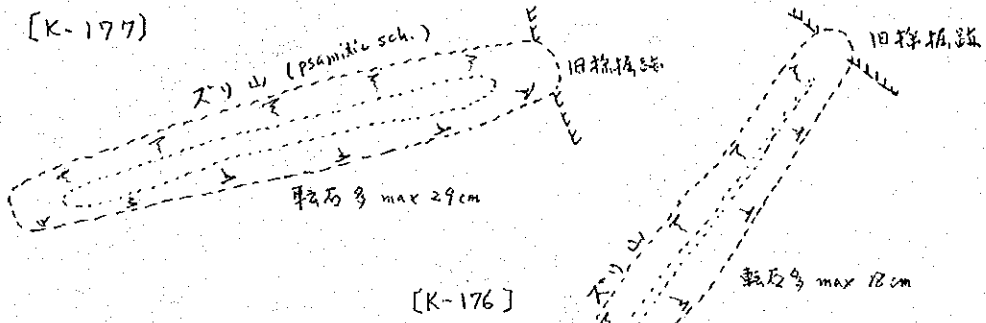 [K-177]
ズリ山 (psamitic sch.)
旧採掘跡
転石多 max 29cm
旧採掘跡
ズリ山
転石多 max 18cm
[K-176]